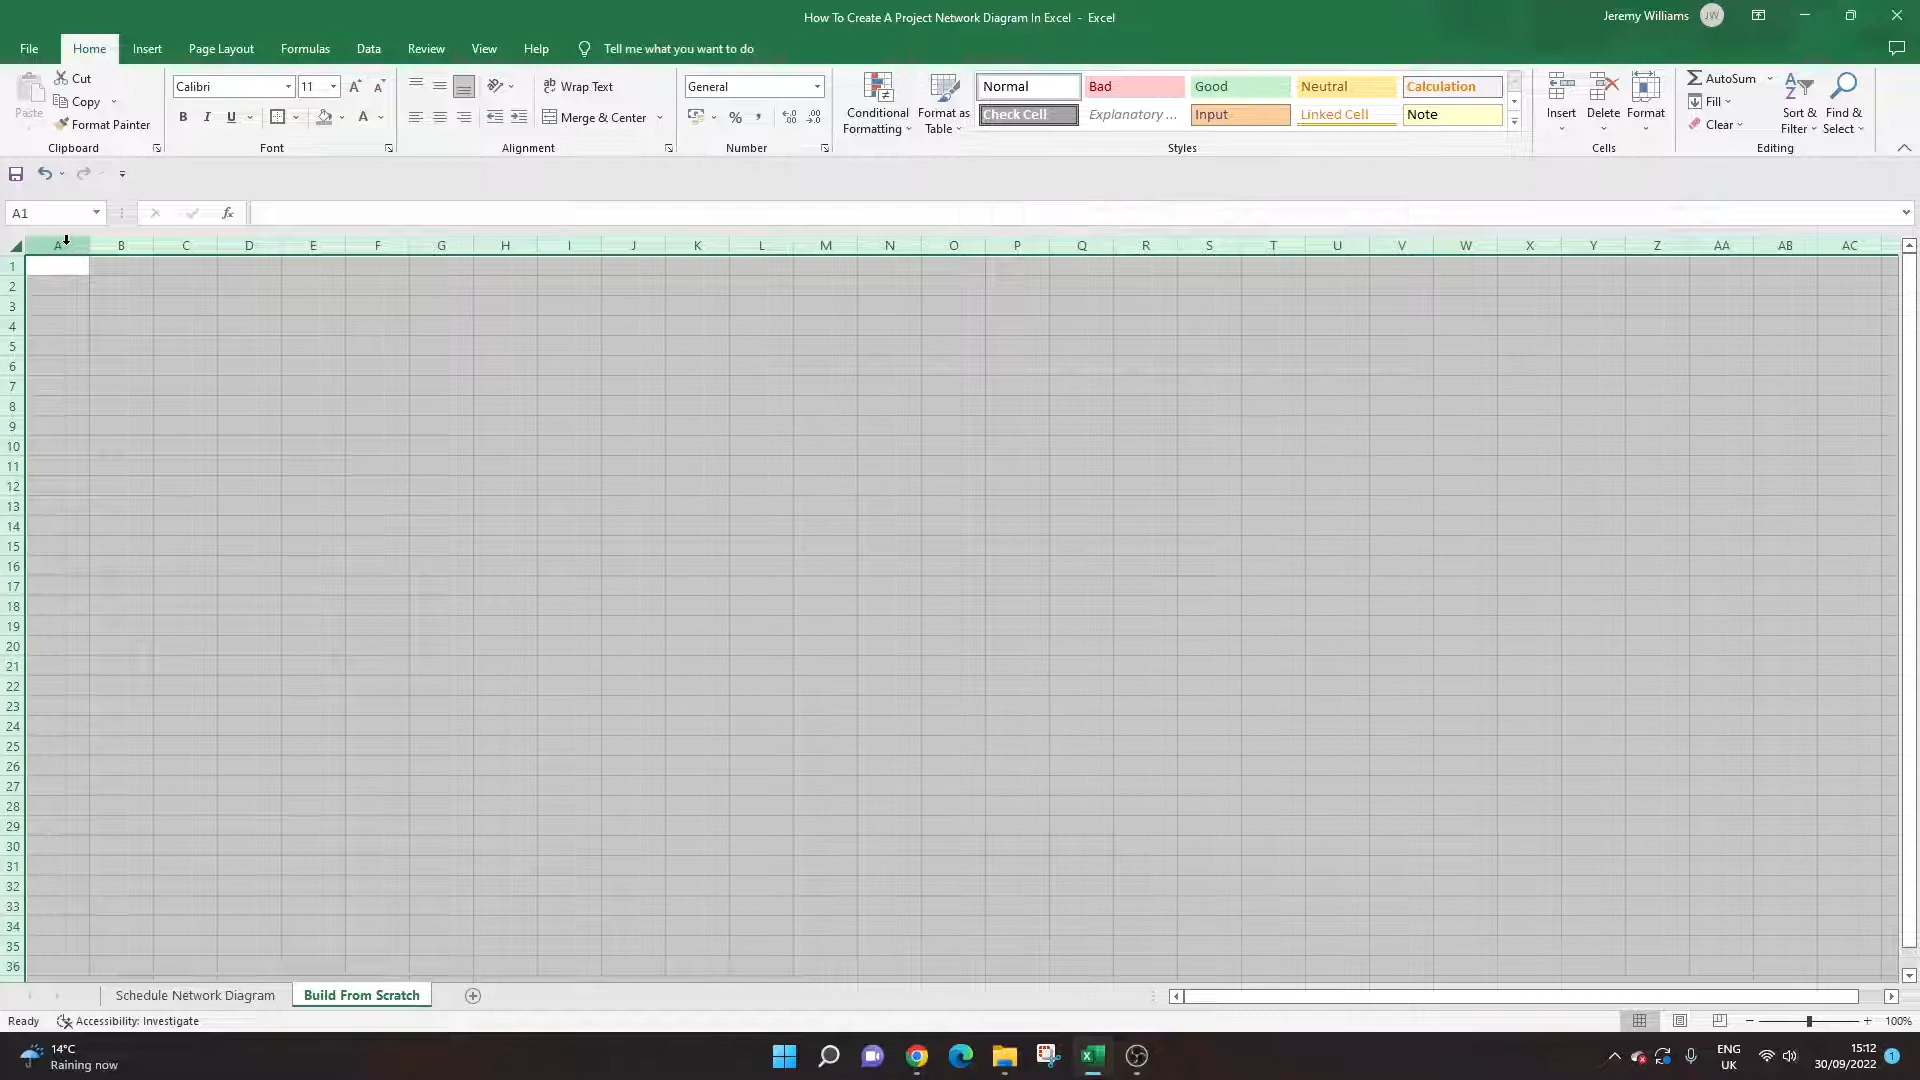 How To Create A Project Network Diagram In Excel - Excel
Jeremy Williams JW
File Home Insert Page Layout Formulas Data Review View Help Tell me what you want to do
Paste Cut
Copy
Format Painter
Clipboard
Calibri 11
B I U
Font
Wrap Text
Merge & Center
Alignment
General
Number
Conditional Formatting
Format as Table
Normal Bad Good Neutral Calculation
Check Cell Explanatory ... Input Linked Cell Note
Styles
Insert Delete Format
Cells
AutoSum
Fill
Clear
Sort & Filter
Find & Select
Editing
A1 fx
A B C D E F G H I J K L M N O P Q R S T U V W X Y Z AA AB AC
1
2
3
4
5
6
7
8
9
10
11
12
13
14
15
16
17
18
19
20
21
22
23
24
25
26
27
28
29
30
31
32
33
34
35
36
Schedule Network Diagram Build From Scratch
Ready Accessibility: Investigate 100%
14°C
Raining now
ENG
UK
15:12
30/09/2022
1